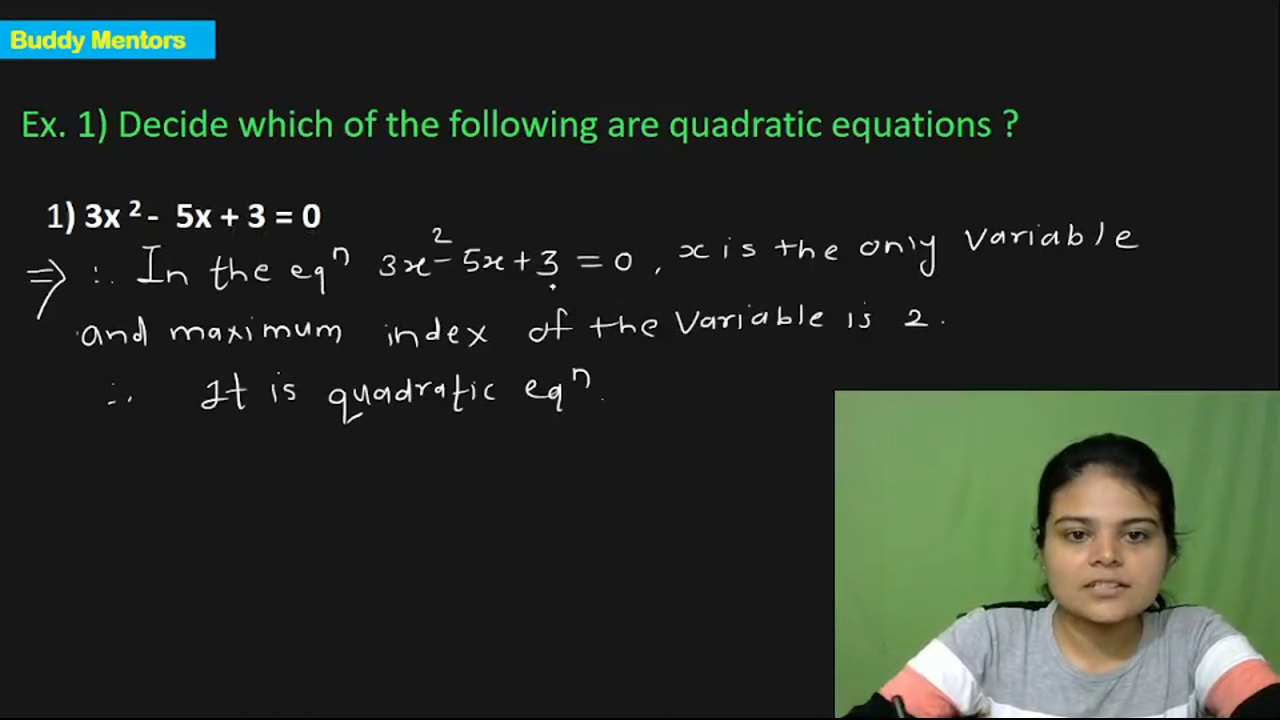 Buddy Mentors
Ex. 1) Decide which of the following are quadratic equations ?
1) 3x² - 5x + 3 = 0
⇒ ∴ In the eqⁿ 3x² - 5x + 3 = 0, x is the only variable
and maximum index of the variable is 2.
∴ It is quadratic eqⁿ.